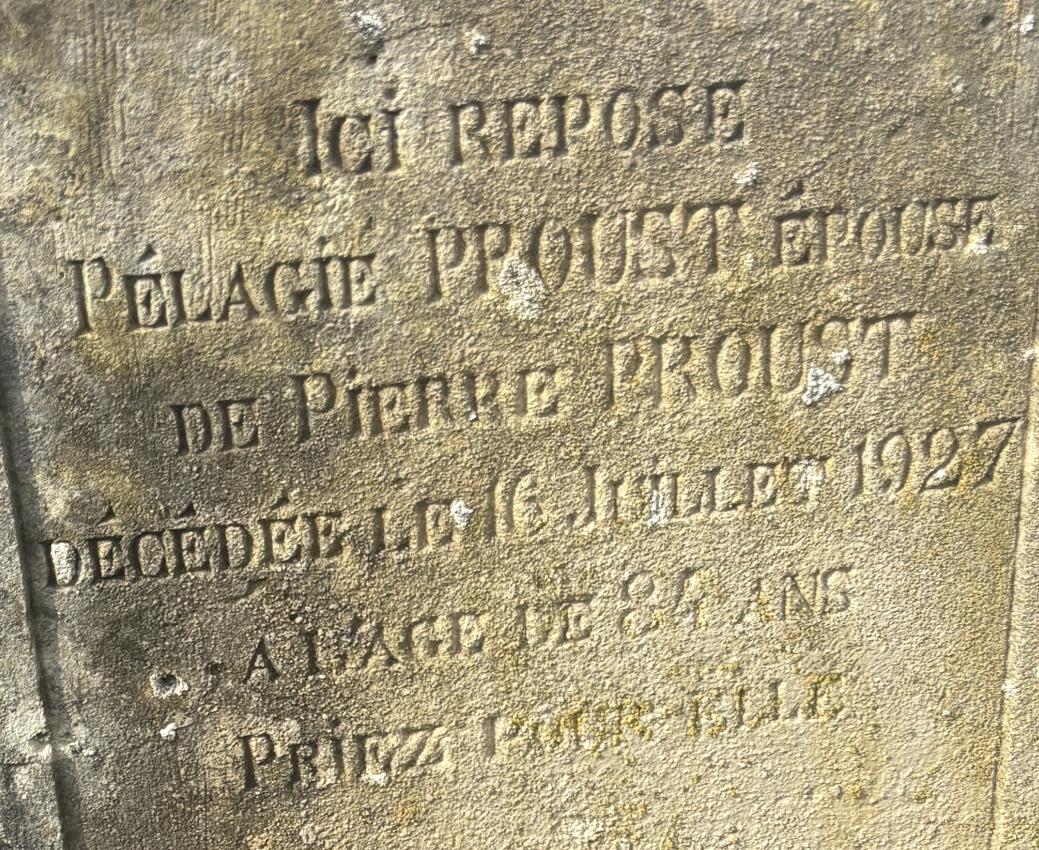 Ici REPOSE
PÉLAGIE PROUST ÉPOUSE
DE PIERRE PROUST
DÉCÉDÉE LE 16 JUILLET 1927
A L'AGE DE 84 ANS
PRIEZ POUR ELLE